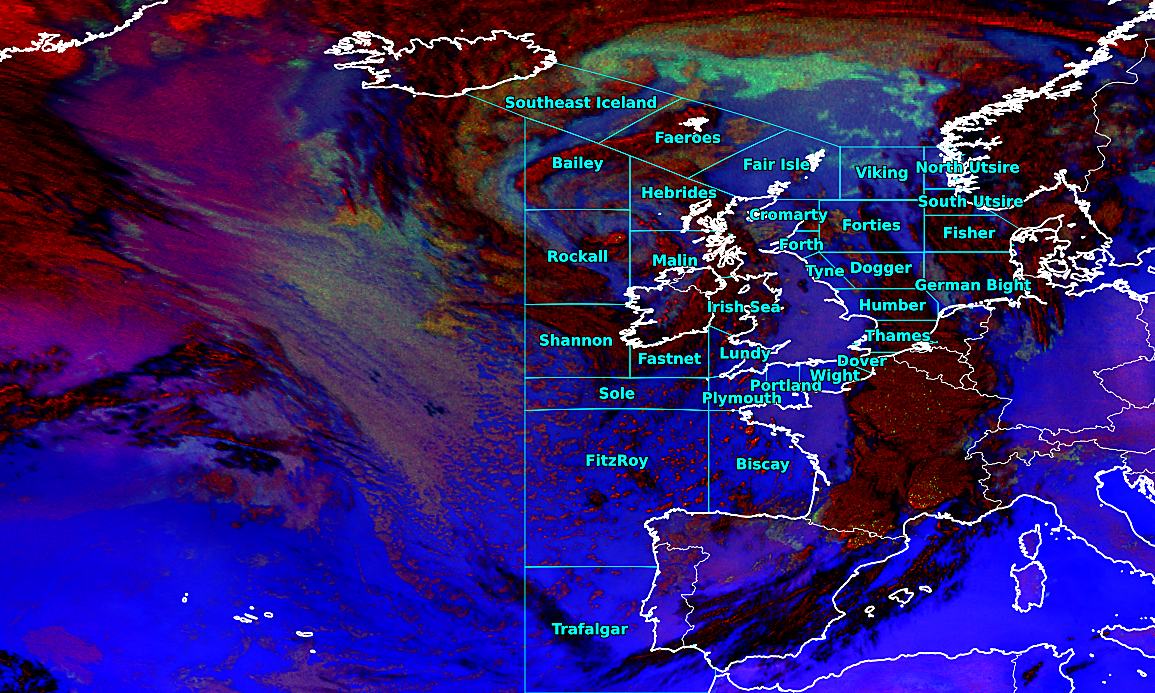 Southeast Iceland
Faeroes
Bailey
Fair Isle
Viking
North Utsire
Hebrides
South Utsire
Cromarty
Forties
Fisher
Forth
Rockall
Malin
Tyne
Dogger
German Bight
Irish Sea
Humber
Shannon
Thames
Fastnet
Lundy
Dover
Wight
Portland
Sole
Plymouth
FitzRoy
Biscay
Trafalgar